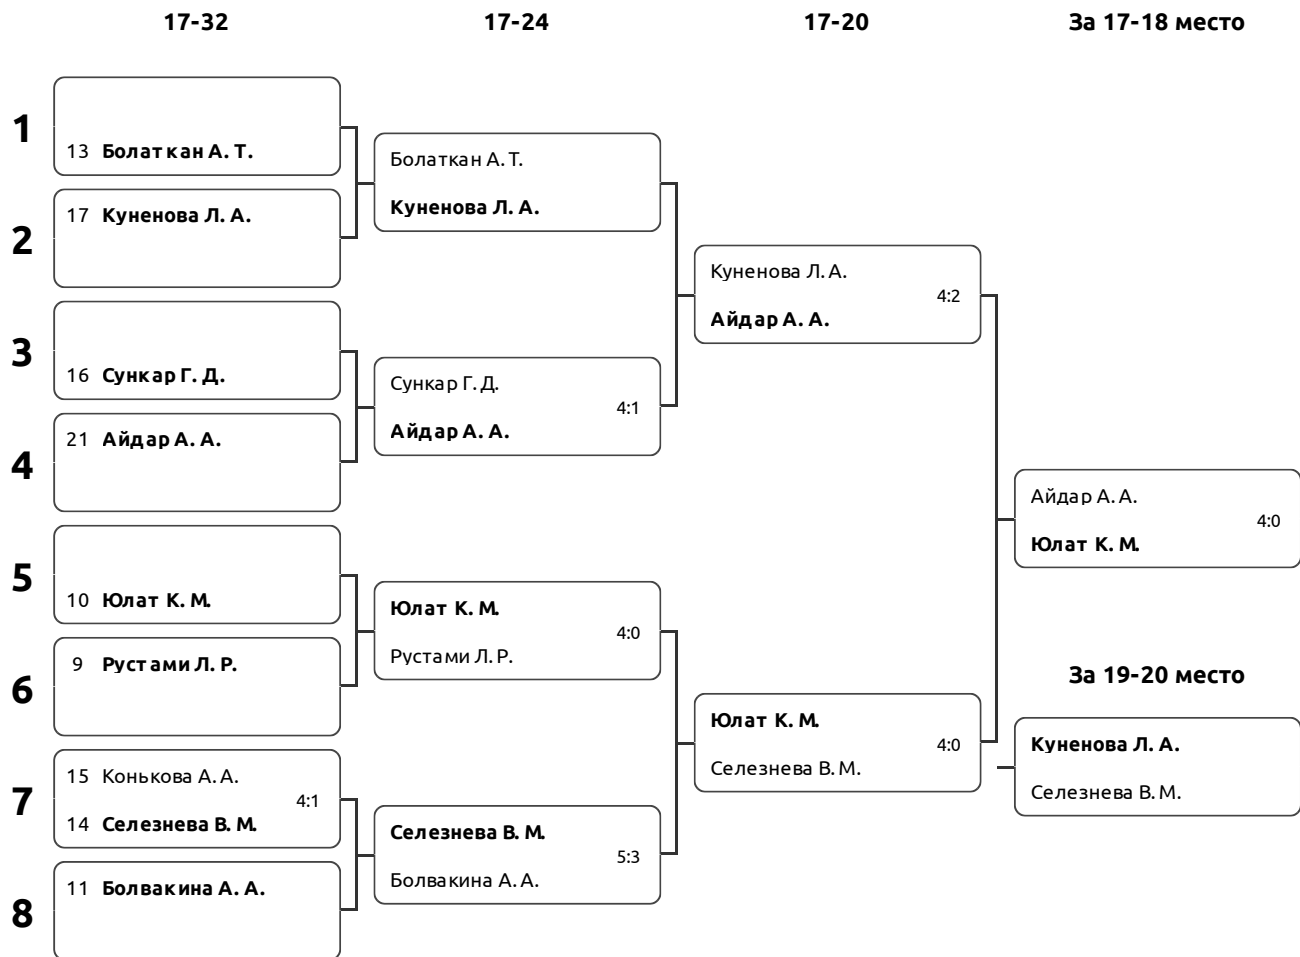 17-32
17-24
17-20
За 17-18 место
1
13 Болаткан А. Т.
2
17 Куненова Л. А.
3
16 Сункар Г. Д.
4
21 Айдар А. А.
5
10 Юлат К. М.
6
9 Рустами Л. Р.
7
15 Конькова А. А.
4:1
14 Селезнева В. М.
8
11 Болвакина А. А.
Болаткан А. Т.
Куненова Л. А.
Сункар Г. Д.
4:1
Айдар А. А.
Юлат К. М.
4:0
Рустами Л. Р.
Селезнева В. М.
5:3
Болвакина А. А.
Куненова Л. А.
4:2
Айдар А. А.
Юлат К. М.
4:0
Селезнева В. М.
Айдар А. А.
4:0
Юлат К. М.
За 19-20 место
Куненова Л. А.
Селезнева В. М.